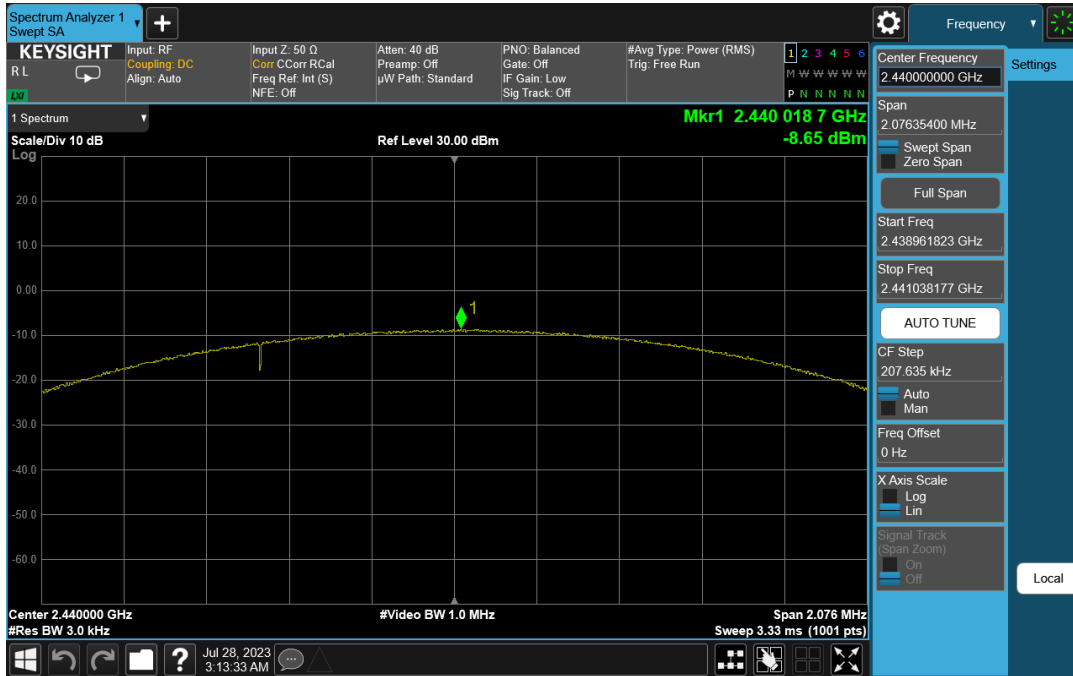 Spectrum Analyzer 1
Swept SA
Frequency
KEYSIGHT
R L
LXI
Input: RF
Coupling: DC
Align: Auto
Input Z: 50 Ω
Corr CCorr RCal
Freq Ref: Int (S)
NFE: Off
Atten: 40 dB
Preamp: Off
µW Path: Standard
PNO: Balanced
Gate: Off
IF Gain: Low
Sig Track: Off
#Avg Type: Power (RMS)
Trig: Free Run
1 2 3 4 5 6
M W W W W W
P N N N N N
1 Spectrum
Scale/Div 10 dB
Ref Level 30.00 dBm
Mkr1 2.440 018 7 GHz
-8.65 dBm
Log
20.0
10.0
0.00
-10.0
-20.0
-30.0
-40.0
-50.0
-60.0
1
Center 2.440000 GHz
#Video BW 1.0 MHz
Span 2.076 MHz
#Res BW 3.0 kHz
Sweep 3.33 ms (1001 pts)
Jul 28, 2023
3:13:33 AM
?
Center Frequency
2.440000000 GHz
Span
2.07635400 MHz
Swept Span
Zero Span
Full Span
Start Freq
2.438961823 GHz
Stop Freq
2.441038177 GHz
AUTO TUNE
CF Step
207.635 kHz
Auto
Man
Freq Offset
0 Hz
X Axis Scale
Log
Lin
Signal Track
(Span Zoom)
On
Off
Settings
Local